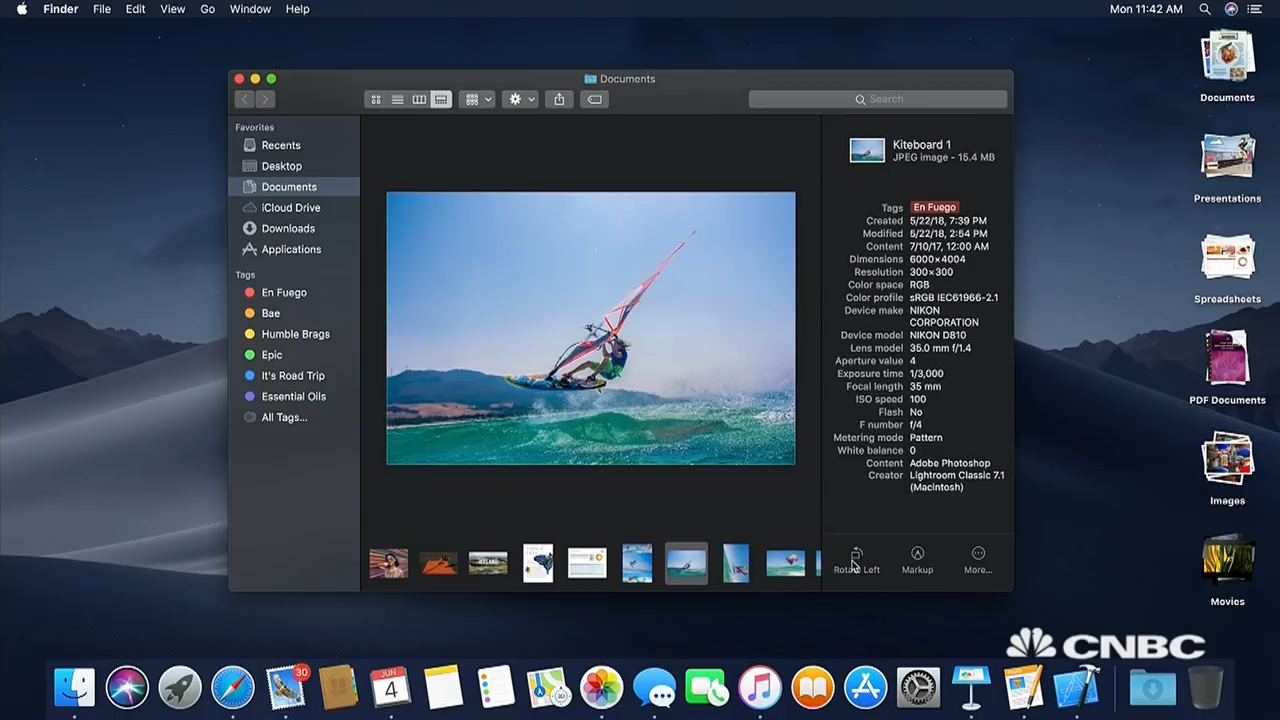 Finder File Edit View Go Window Help
Mon 11:42 AM
Documents
Search
Favorites
Recents
Desktop
Documents
iCloud Drive
Downloads
Applications
Tags
En Fuego
Bae
Humble Brags
Epic
It's Road Trip
Essential Oils
All Tags...
Kiteboard 1
JPEG image - 15.4 MB
Tags En Fuego
Created 5/22/18, 7:39 PM
Modified 5/22/18, 2:54 PM
Content 7/10/17, 12:00 AM
Dimensions 6000×4004
Resolution 300×300
Color space RGB
Color profile sRGB IEC61966-2.1
Device make NIKON
CORPORATION
Device model NIKON D810
Lens model 35.0 mm f/1.4
Aperture value 4
Exposure time 1/3,000
Focal length 35 mm
ISO speed 100
Flash No
F number f/4
Metering mode Pattern
White balance 0
Content Adobe Photoshop
Creator Lightroom Classic 7.1
(Macintosh)
Rotate Left
Markup
More...
Documents
Presentations
Spreadsheets
PDF Documents
Images
Movies
CNBC
30
JUN
4